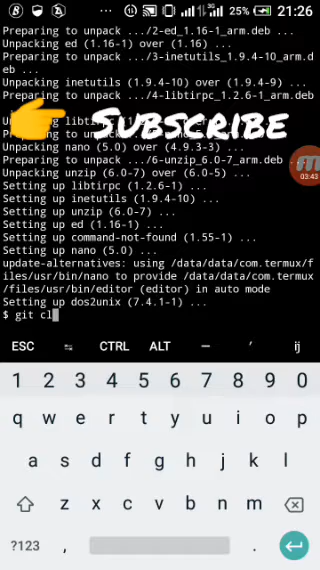 25% 21:26
Preparing to unpack .../2-ed_1.16-1_arm.deb ...
Unpacking ed (1.16-1) over (1.16) ...
Preparing to unpack .../3-inetutils_1.9.4-10_arm.d
eb ...
Unpacking inetutils (1.9.4-10) over (1.9.4-9) ...
Preparing to unpack .../4-libtirpc_1.2.6-1_arm.deb
SUBSCRIBE
Unpacking nano (5.0) over (4.9.3-3) ...
Preparing to unpack .../6-unzip_6.0-7_arm.deb ...
Unpacking unzip (6.0-7) over (6.0-5) ...
03:43
Setting up libtirpc (1.2.6-1) ...
Setting up inetutils (1.9.4-10) ...
Setting up unzip (6.0-7) ...
Setting up ed (1.16-1) ...
Setting up command-not-found (1.55-1) ...
Setting up nano (5.0) ...
update-alternatives: using /data/data/com.termux/f
iles/usr/bin/nano to provide /data/data/com.termux
/files/usr/bin/editor (editor) in auto mode
Setting up dos2unix (7.4.1-1) ...
$ git cl
ESC CTRL ALT — ′ ij
1 2 3 4 5 6 7 8 9 0
q w e r t y u i o p
a s d f g h j k l
z x c v b n m
?123 , .